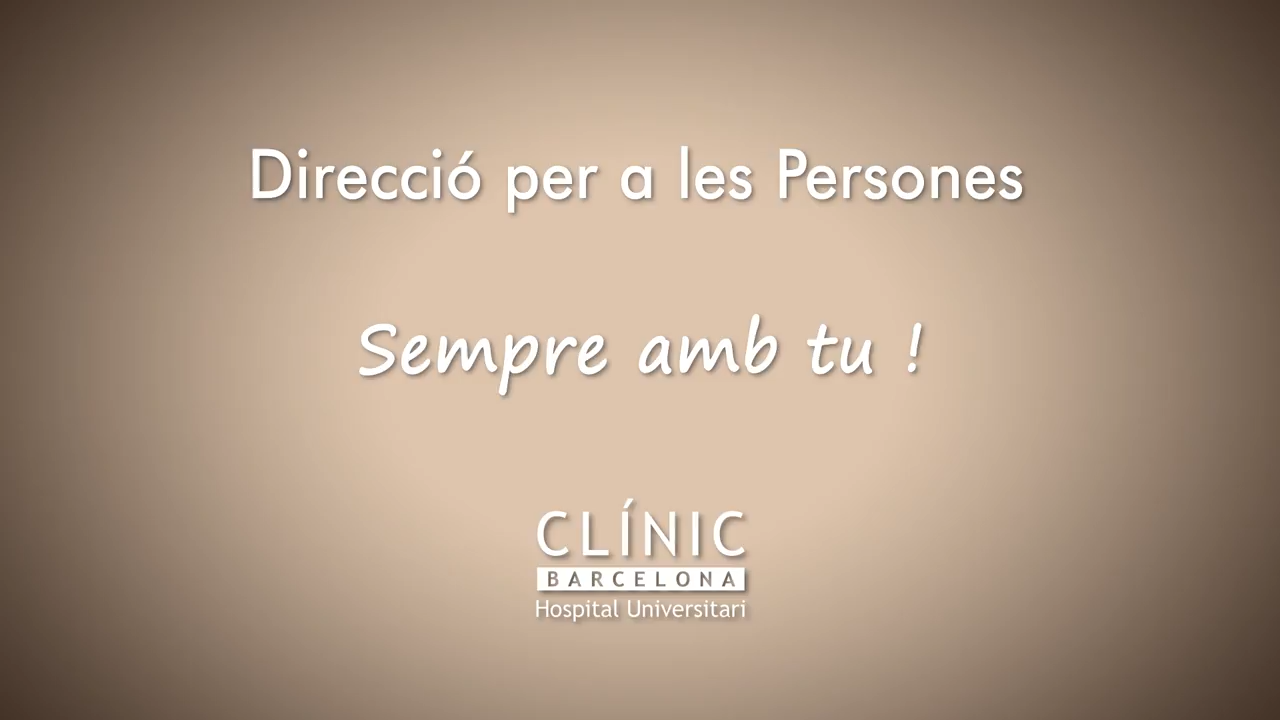 Direcció per a les Persones
Sempre amb tu !
CLÍNIC
BARCELONA
Hospital Universitari